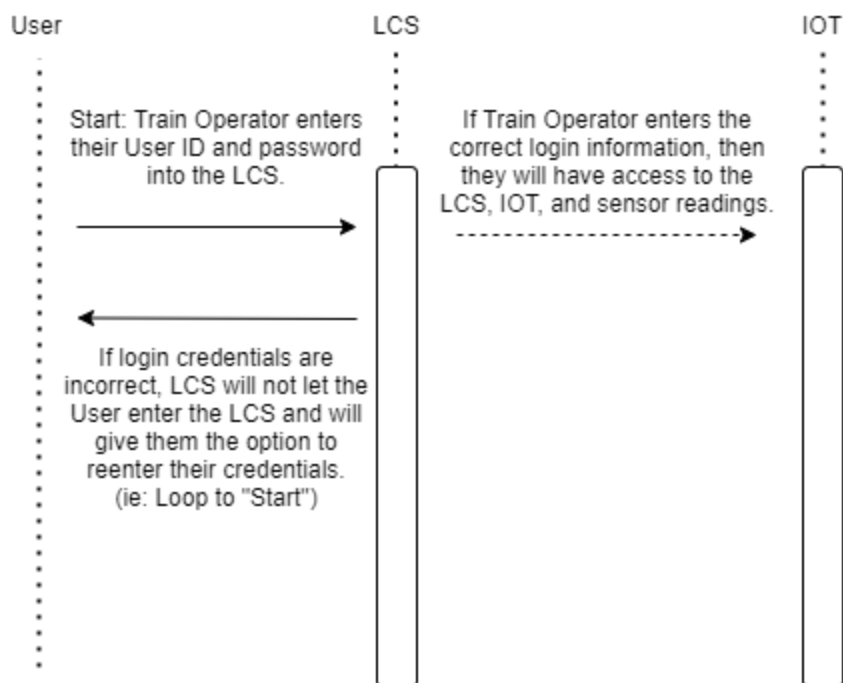 User
LCS
IOT
Start: Train Operator enters
their User ID and password
into the LCS.
If Train Operator enters the
correct login information, then
they will have access to the
LCS, IOT, and sensor readings.
If login credentials are
incorrect, LCS will not let the
User enter the LCS and will
give them the option to
reenter their credentials.
(ie: Loop to "Start")